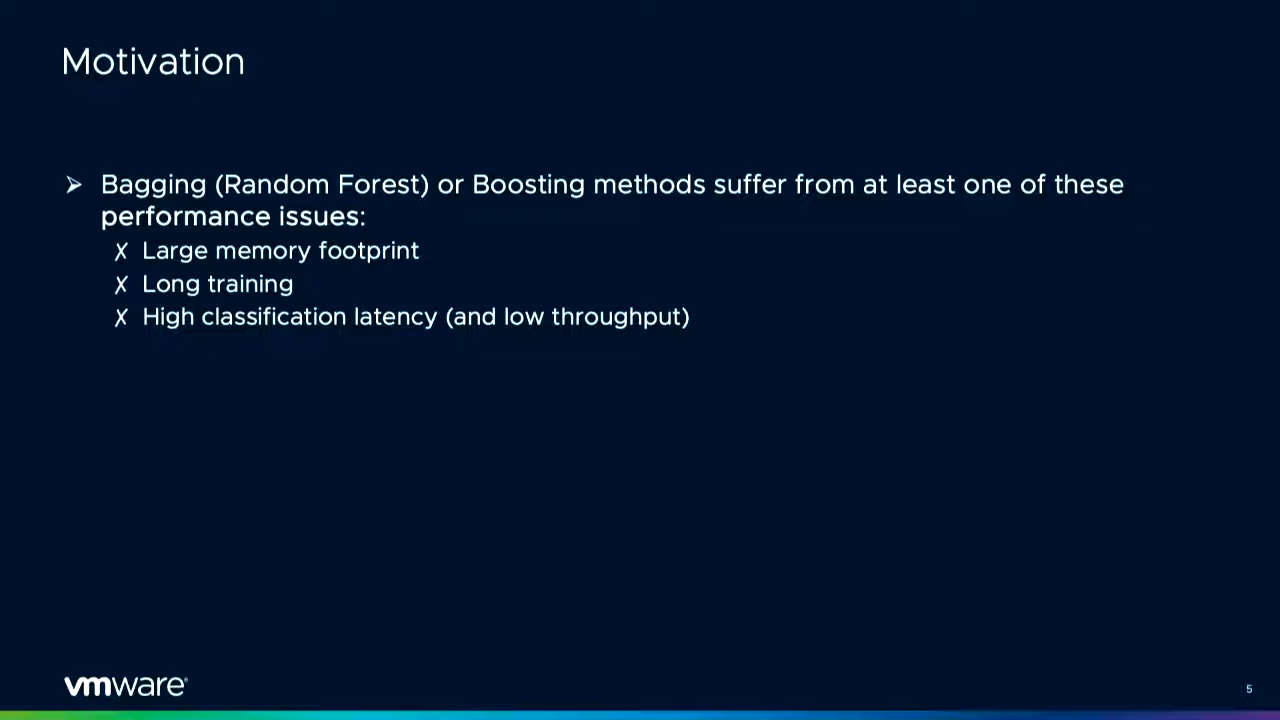 Motivation
➢ Bagging (Random Forest) or Boosting methods suffer from at least one of these
performance issues:
✗ Large memory footprint
✗ Long training
✗ High classification latency (and low throughput)
vmware®
5